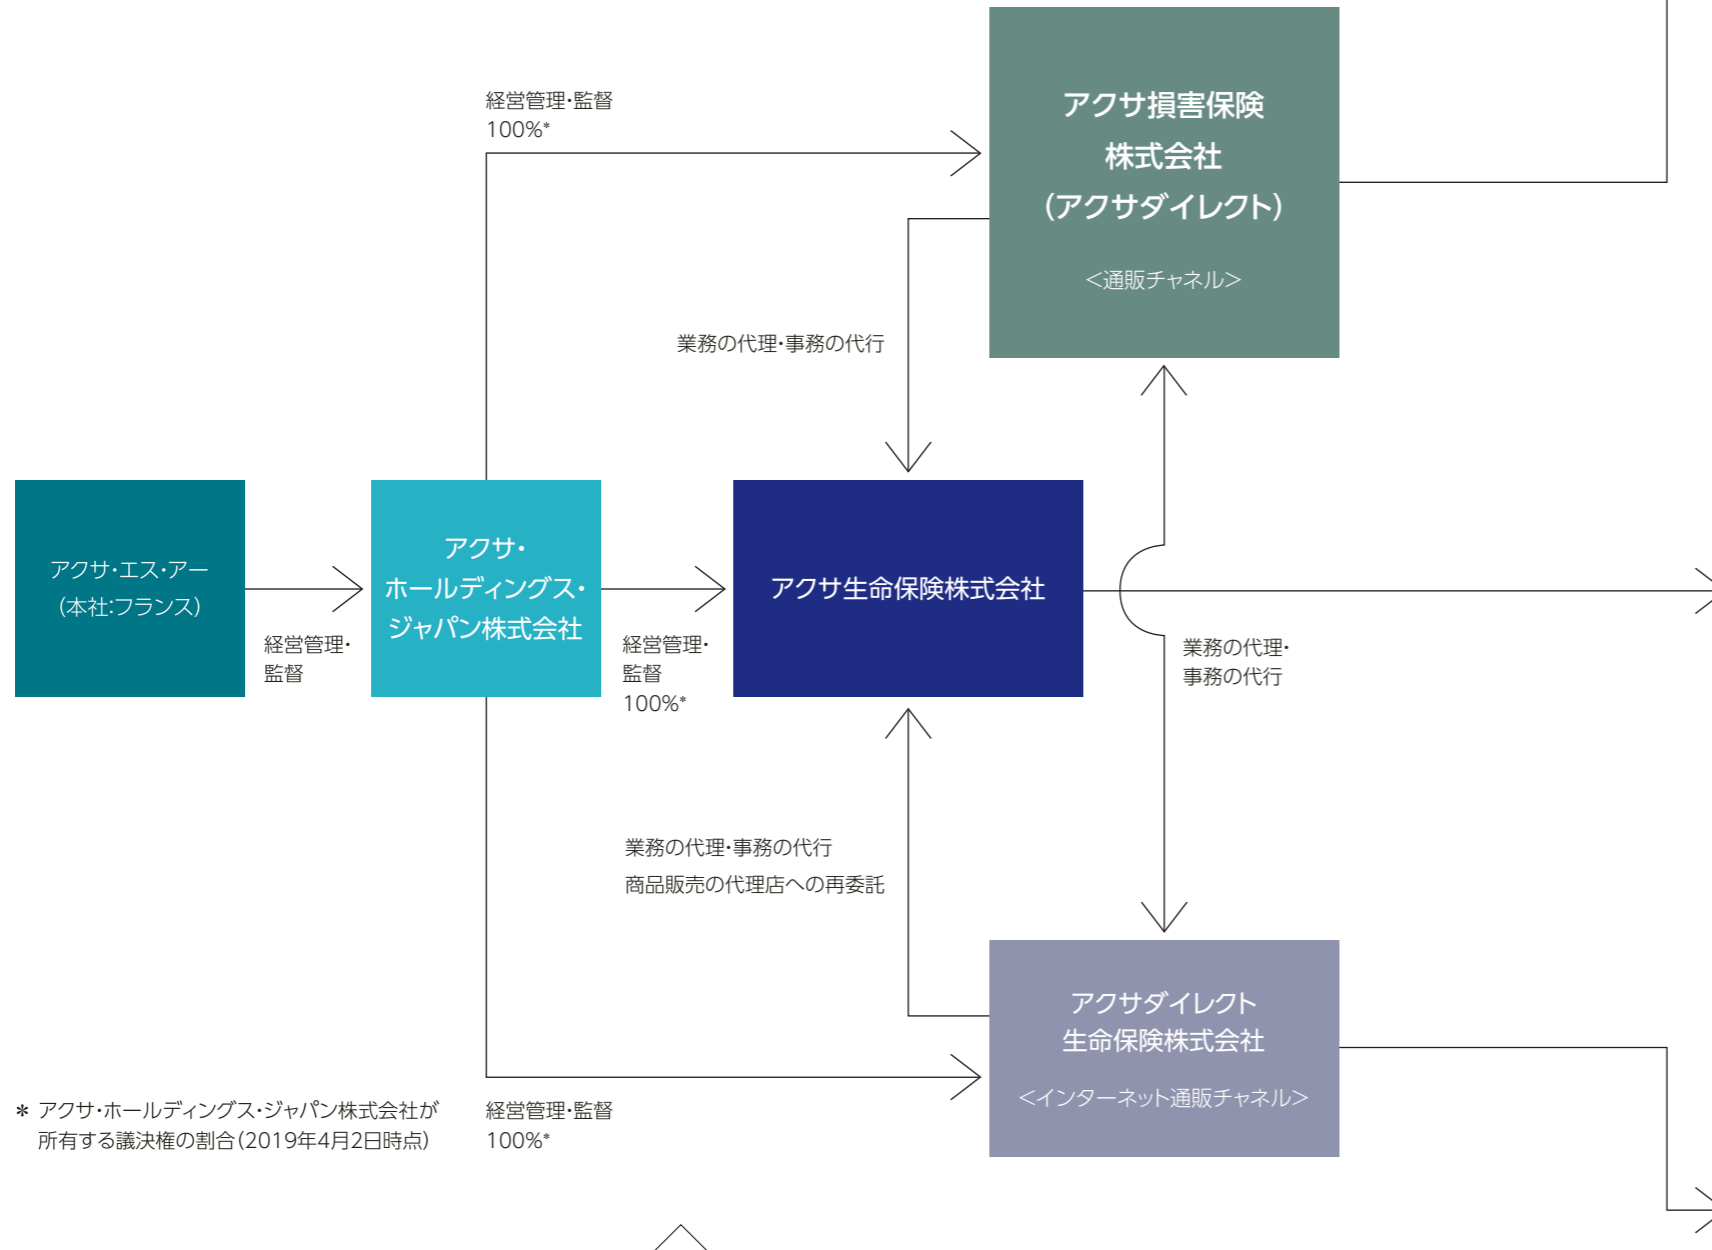 経営管理・監督
100%*
アクサ損害保険
株式会社
（アクサダイレクト）
＜通販チャネル＞
業務の代理・事務の代行
アクサ・エス・アー
（本社：フランス）
経営管理・
監督
アクサ・
ホールディングス・
ジャパン株式会社
経営管理・
監督
100%*
アクサ生命保険株式会社
業務の代理・
事務の代行
業務の代理・事務の代行
商品販売の代理店への再委託
アクサダイレクト
生命保険株式会社
＜インターネット通販チャネル＞
経営管理・監督
100%*
* アクサ・ホールディングス・ジャパン株式会社が
所有する議決権の割合（2019年4月2日時点）